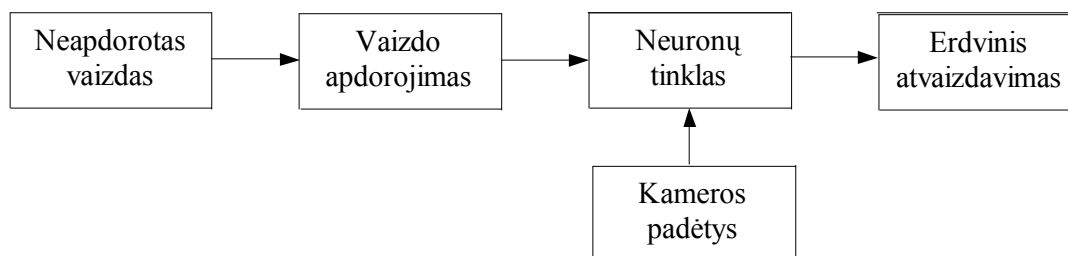 Neapdorotas
vaizdas
Vaizdo
apdorojimas
Neuronų
tinklas
Erdvinis
atvaizdavimas
Kameros
padėtys